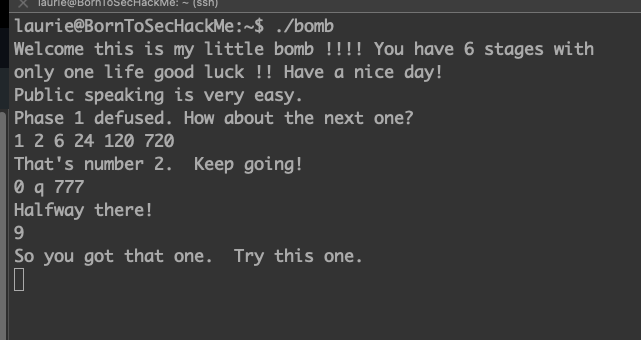 laurie@BornToSecHackMe: ~ (ssh)
laurie@BornToSecHackMe:~$ ./bomb
Welcome this is my little bomb !!!! You have 6 stages with
only one life good luck !! Have a nice day!
Public speaking is very easy.
Phase 1 defused. How about the next one?
1 2 6 24 120 720
That's number 2.  Keep going!
0 q 777
Halfway there!
9
So you got that one.  Try this one.